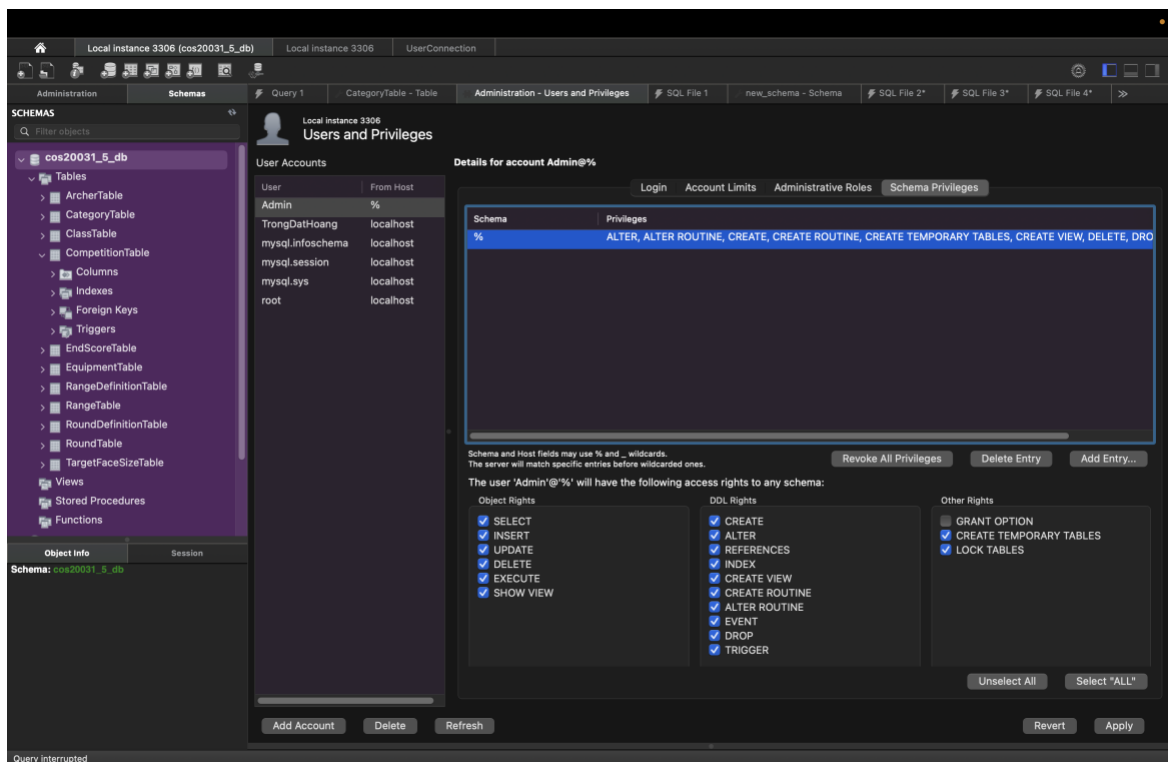 Local instance 3306 (cos20031_5_db) Local instance 3306 UserConnection
Administration Schemas Query 1 CategoryTable - Table Administration - Users and Privileges SQL File 1 new_schema - Schema SQL File 2* SQL File 3* SQL File 4*
SCHEMAS
Filter objects
cos20031_5_db
Tables
ArcherTable
CategoryTable
ClassTable
CompetitionTable
Columns
Indexes
Foreign Keys
Triggers
EndScoreTable
EquipmentTable
RangeDefinitionTable
RangeTable
RoundDefinitionTable
RoundTable
TargetFaceSizeTable
Views
Stored Procedures
Functions
Object Info Session
Schema: cos20031_5_db
Local instance 3306
Users and Privileges
User Accounts
User From Host
Admin %
TrongDatHoang localhost
mysql.infoschema localhost
mysql.session localhost
mysql.sys localhost
root localhost
Add Account Delete Refresh
Details for account Admin@%
Login Account Limits Administrative Roles Schema Privileges
Schema Privileges
% ALTER, ALTER ROUTINE, CREATE, CREATE ROUTINE, CREATE TEMPORARY TABLES, CREATE VIEW, DELETE, DRO
Schema and Host fields may use % and _ wildcards.
The server will match specific entries before wildcarded ones.
Revoke All Privileges Delete Entry Add Entry...
The user 'Admin'@'%' will have the following access rights to any schema:
Object Rights
SELECT
INSERT
UPDATE
DELETE
EXECUTE
SHOW VIEW
DDL Rights
CREATE
ALTER
REFERENCES
INDEX
CREATE VIEW
CREATE ROUTINE
ALTER ROUTINE
EVENT
DROP
TRIGGER
Other Rights
GRANT OPTION
CREATE TEMPORARY TABLES
LOCK TABLES
Unselect All Select "ALL"
Revert Apply
Query interrupted